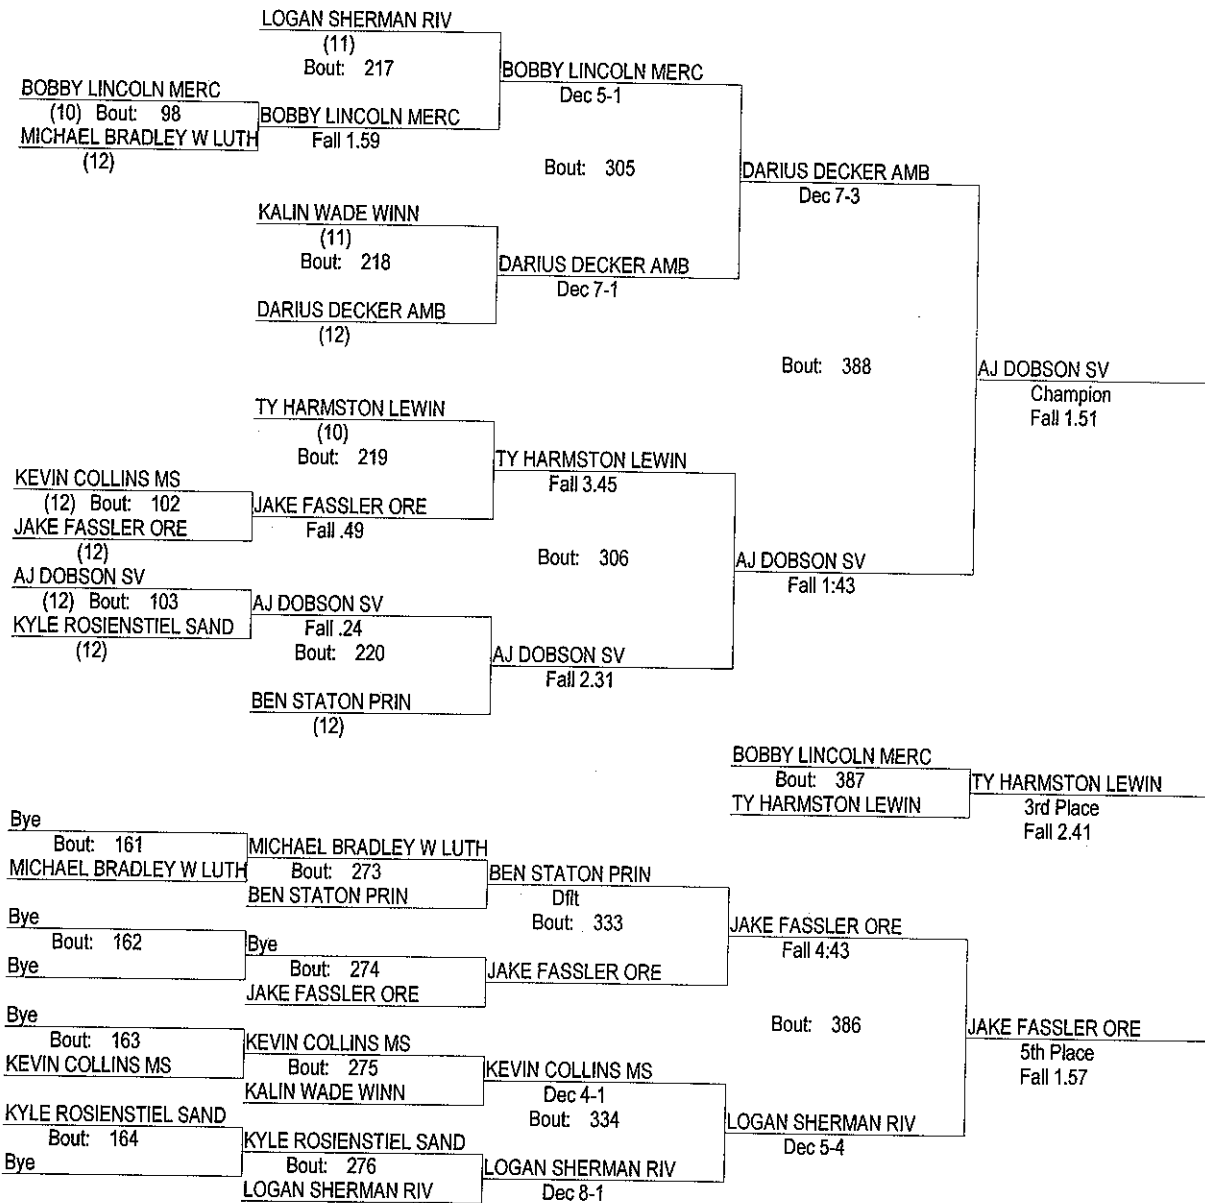 LOGAN SHERMAN RIV
(11)
Bout: 217
BOBBY LINCOLN MERC
Dec 5-1
BOBBY LINCOLN MERC
(10) Bout: 98
MICHAEL BRADLEY W LUTH
(12)
BOBBY LINCOLN MERC
Fall 1.59
Bout: 305
DARIUS DECKER AMB
Dec 7-3
KALIN WADE WINN
(11)
Bout: 218
DARIUS DECKER AMB
Dec 7-1
DARIUS DECKER AMB
(12)
Bout: 388
AJ DOBSON SV
Champion
Fall 1.51
TY HARMSTON LEWIN
(10)
Bout: 219
TY HARMSTON LEWIN
Fall 3.45
KEVIN COLLINS MS
(12) Bout: 102
JAKE FASSLER ORE
(12)
JAKE FASSLER ORE
Fall .49
Bout: 306
AJ DOBSON SV
Fall 1:43
AJ DOBSON SV
(12) Bout: 103
KYLE ROSIENSTIEL SAND
(12)
AJ DOBSON SV
Fall .24
Bout: 220
AJ DOBSON SV
Fall 2.31
BEN STATON PRIN
(12)
BOBBY LINCOLN MERC
Bout: 387
TY HARMSTON LEWIN
TY HARMSTON LEWIN
3rd Place
Fall 2.41
Bye
Bout: 161
MICHAEL BRADLEY W LUTH
MICHAEL BRADLEY W LUTH
Bout: 273
BEN STATON PRIN
BEN STATON PRIN
Dflt
Bout: 333
JAKE FASSLER ORE
Fall 4:43
Bye
Bout: 162
Bye
Bye
Bout: 274
JAKE FASSLER ORE
JAKE FASSLER ORE
Bout: 386
JAKE FASSLER ORE
5th Place
Fall 1.57
Bye
Bout: 163
KEVIN COLLINS MS
KEVIN COLLINS MS
Bout: 275
KALIN WADE WINN
KEVIN COLLINS MS
Dec 4-1
Bout: 334
LOGAN SHERMAN RIV
Dec 5-4
KYLE ROSIENSTIEL SAND
Bout: 164
Bye
KYLE ROSIENSTIEL SAND
Bout: 276
LOGAN SHERMAN RIV
LOGAN SHERMAN RIV
Dec 8-1